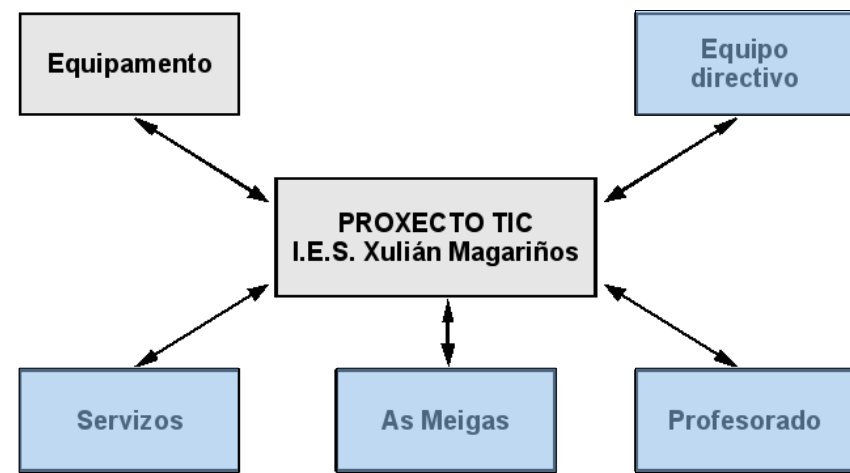 Equipamento
Equipo
directivo
PROXECTO TIC
I.E.S. Xulián Magariños
Servizos
As Meigas
Profesorado